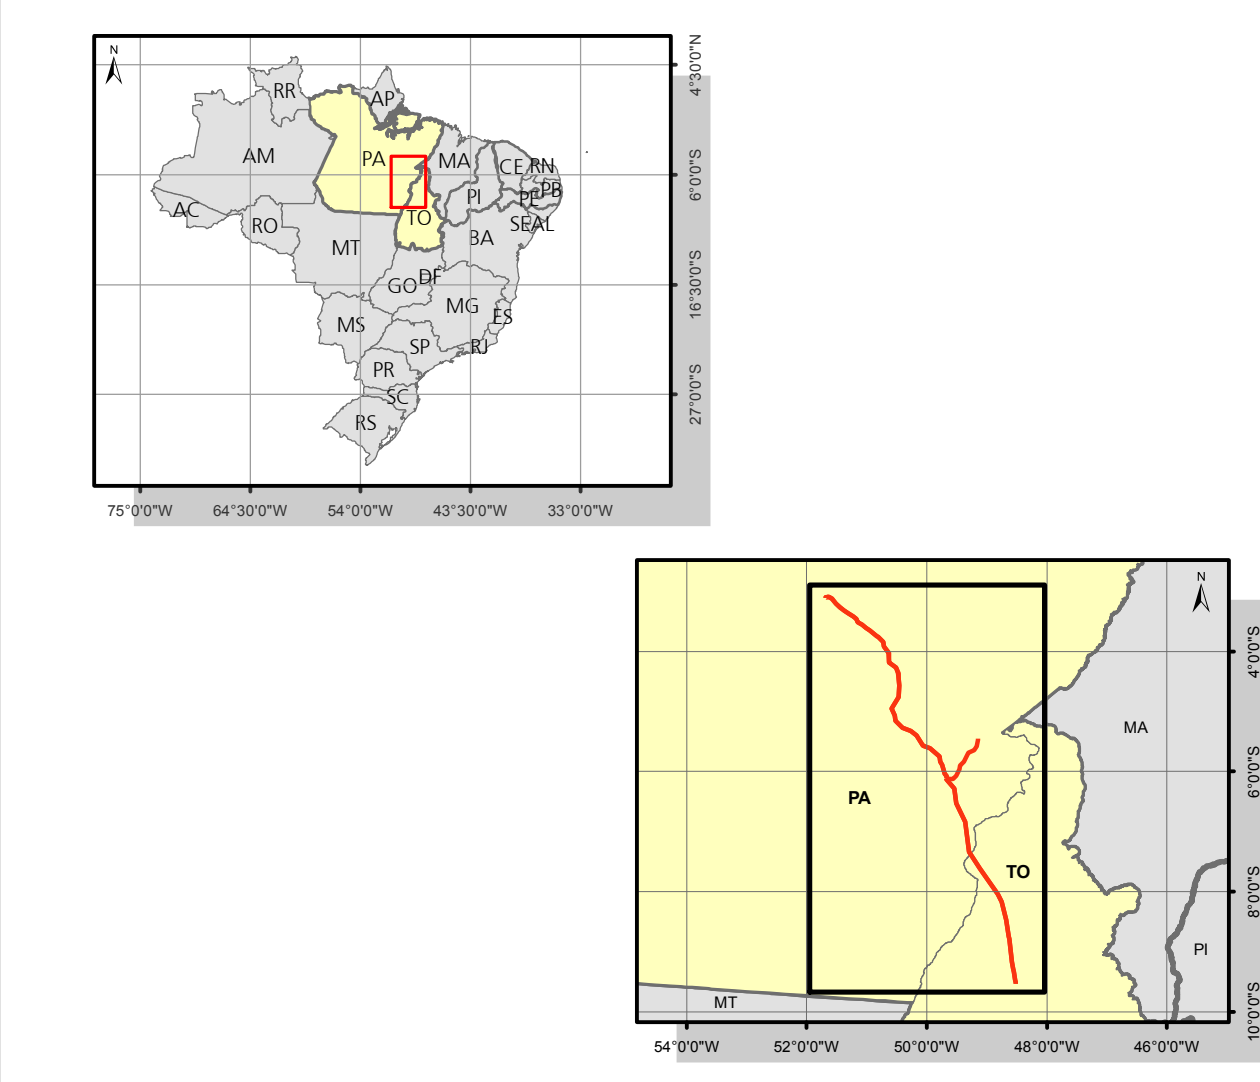 N
4°30'0"N
RR
AP
AM
PA
MA
CE
RN
6°0'0"S
PB
PI
PE
AC
TO
SEAL
RO
BA
MT
DF
GO
16°30'0"S
MG
ES
MS
SP
RJ
PR
SC
27°0'0"S
RS
75°0'0"W
64°30'0"W
54°0'0"W
43°30'0"W
33°0'0"W
N
4°0'0"S
MA
6°0'0"S
PA
TO
8°0'0"S
PI
MT
10°0'0"S
54°0'0"W
52°0'0"W
50°0'0"W
48°0'0"W
46°0'0"W